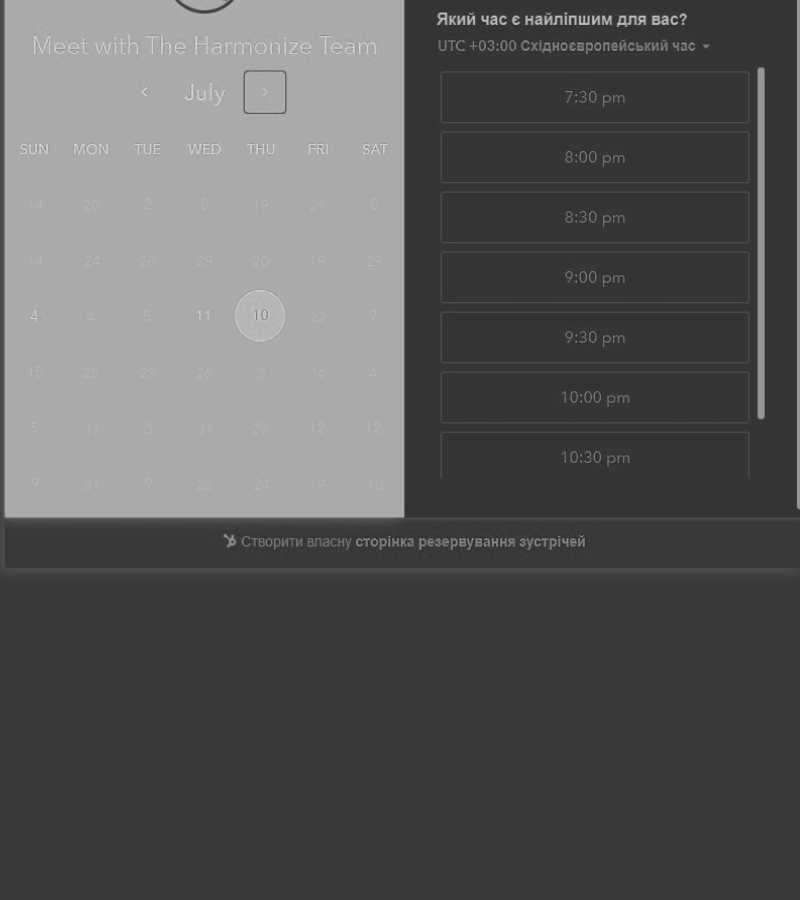 Meet with The Harmonize Team
July
SUN MON TUE WED THU FRI SAT
14 20 2 8 19 21 8
14 24 28 29 20 19 29
4 4 5 11 10 22 7
15 25 29 26 3 16 4
5 17 3 31 27 12 12
9 31 9 22 24 19 10
Який час є найліпшим для вас?
UTC +03:00 Східноєвропейський час
7:30 pm
8:00 pm
8:30 pm
9:00 pm
9:30 pm
10:00 pm
10:30 pm
Створити власну сторінка резервування зустрічей